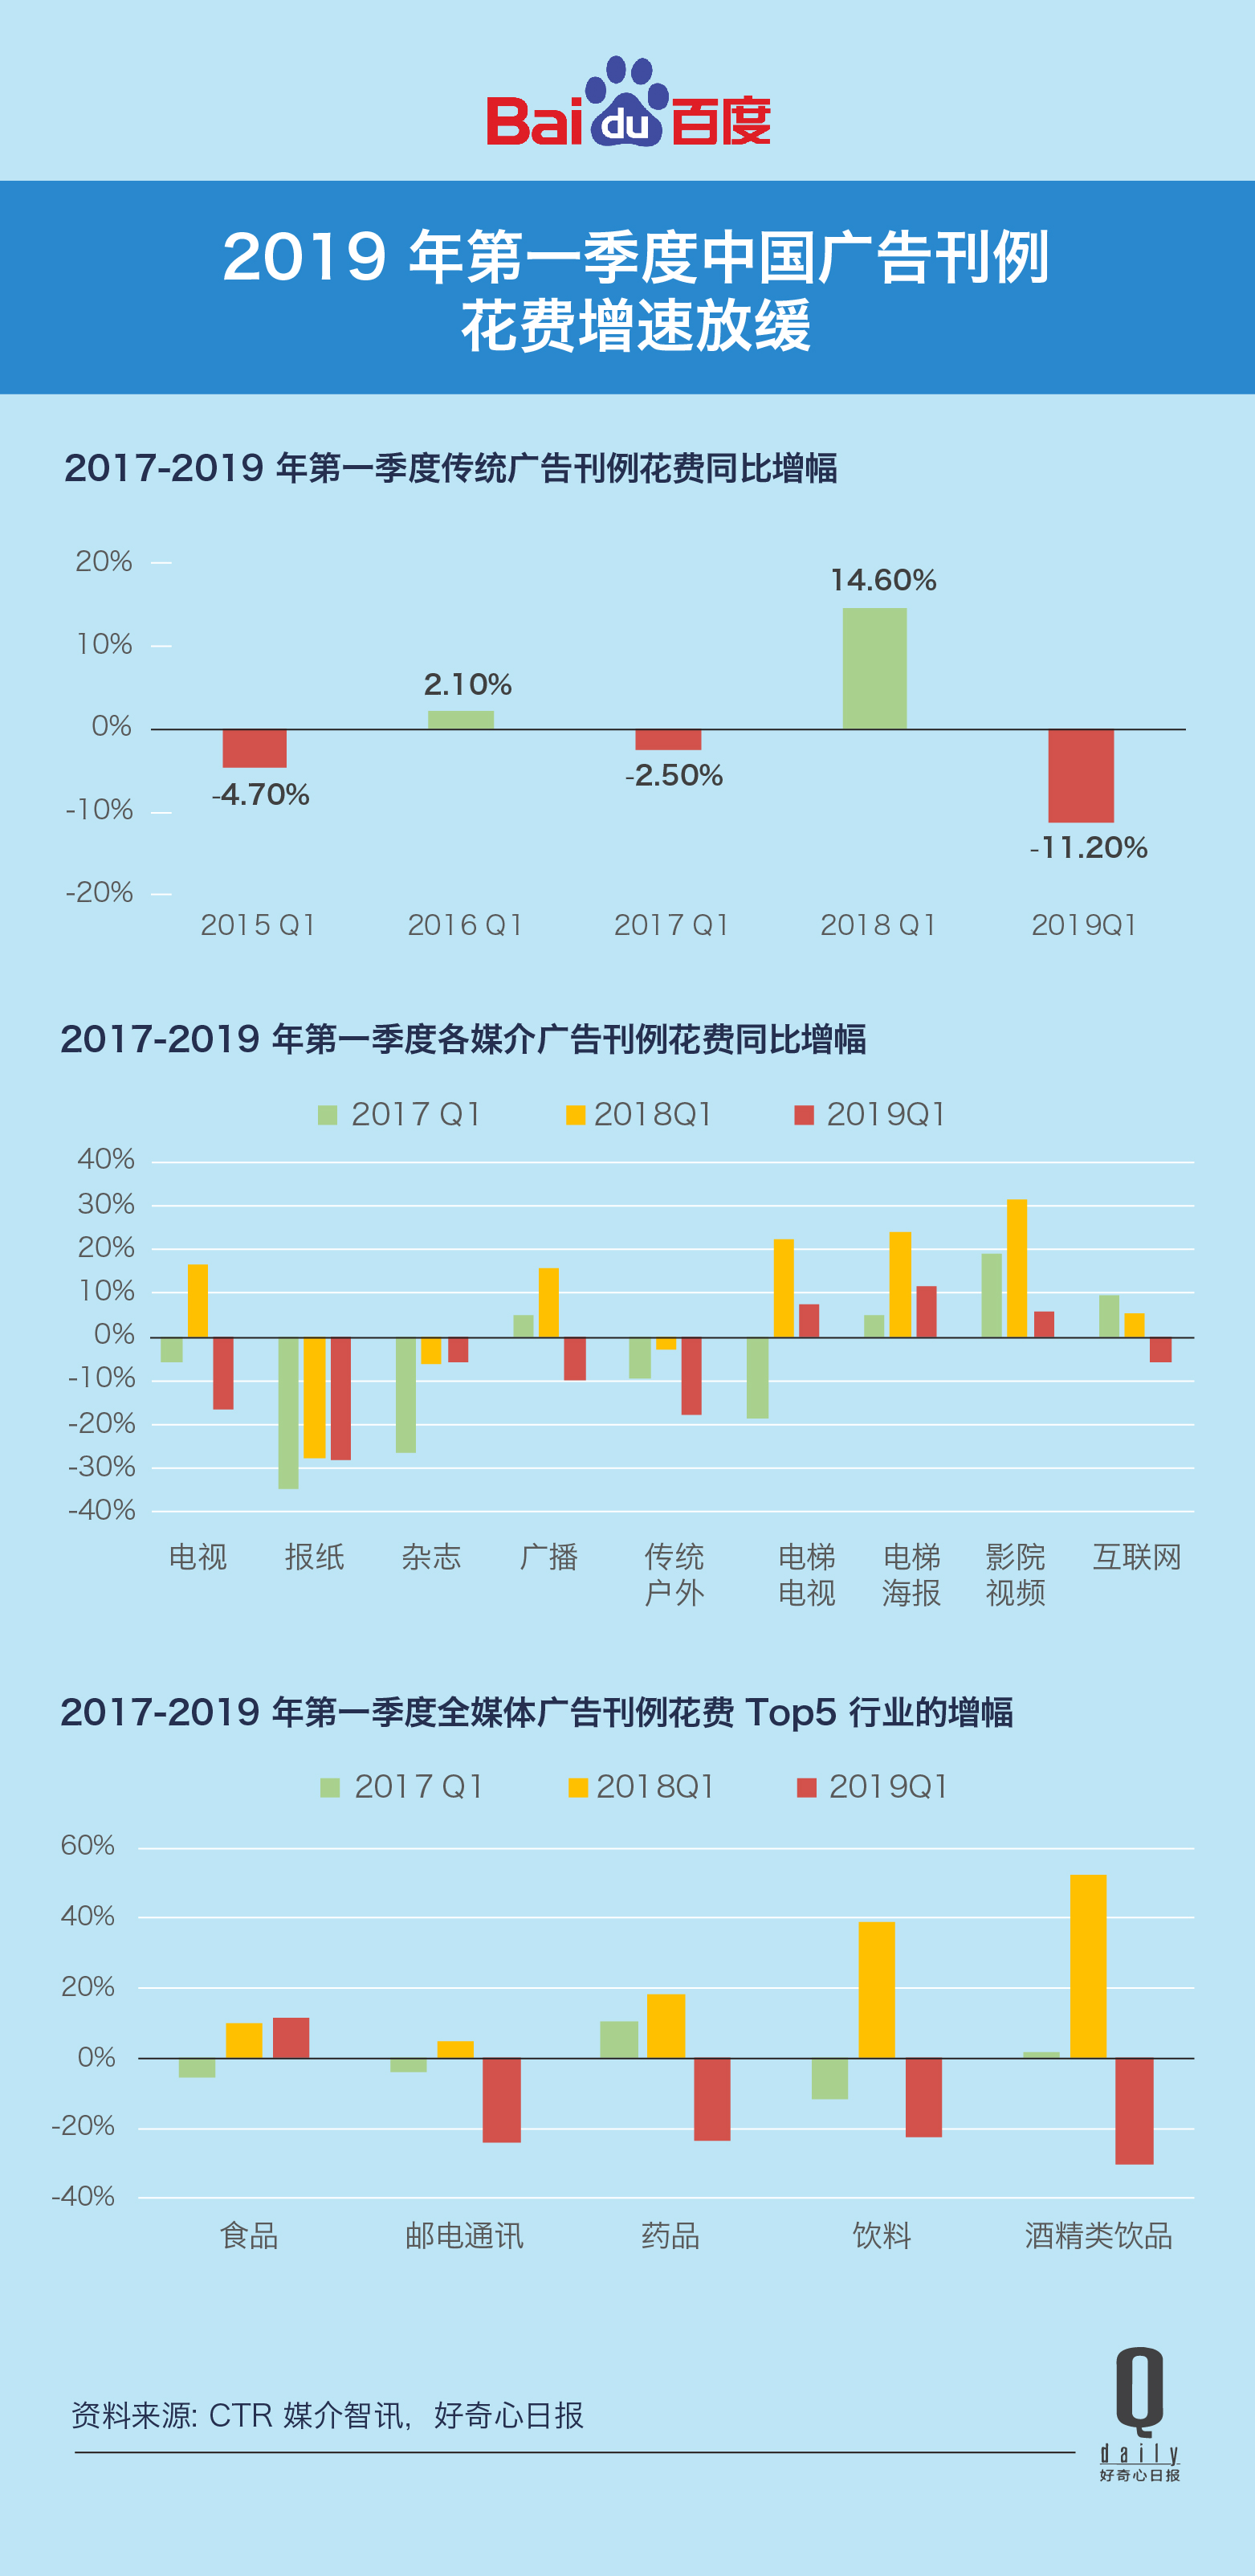 Bai du 百度
2019 年第一季度中国广告刊例
花费增速放缓
2017-2019 年第一季度传统广告刊例花费同比增幅
20%
10%
0%
-10%
-20%
-4.70%
2.10%
-2.50%
14.60%
-11.20%
2015 Q1 2016 Q1 2017 Q1 2018 Q1 2019Q1
2017-2019 年第一季度各媒介广告刊例花费同比增幅
2017 Q1 2018Q1 2019Q1
40%
30%
20%
10%
0%
-10%
-20%
-30%
-40%
电视 报纸 杂志 广播 传统 电梯 电梯 影院 互联网
户外 电视 海报 视频
2017-2019 年第一季度全媒体广告刊例花费 Top5 行业的增幅
2017 Q1 2018Q1 2019Q1
60%
40%
20%
0%
-20%
-40%
食品 邮电通讯 药品 饮料 酒精类饮品
资料来源: CTR 媒介智讯，好奇心日报
Q
daily
好奇心日报